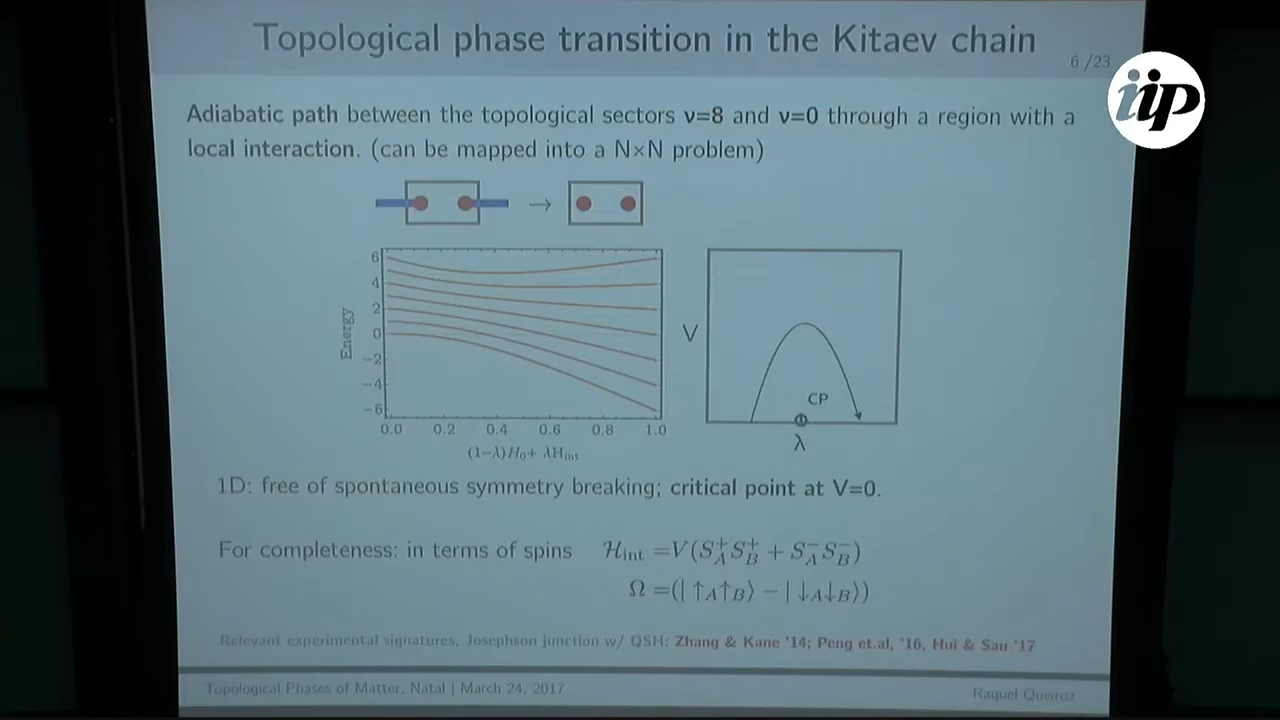 Topological phase transition in the Kitaev chain
6 /23
iip
Adiabatic path between the topological sectors ν=8 and ν=0 through a region with a
local interaction. (can be mapped into a N×N problem)
→
6
4
2
0
−2
−4
−6
Energy
0.0 0.2 0.4 0.6 0.8 1.0
(1−λ)H₀+ λHint
V
CP
λ
1D: free of spontaneous symmetry breaking; critical point at V=0.
For completeness: in terms of spins ℋint =V(S_A^+S_B^+ + S_A^-S_B^-)
Ω =(|↑A↑B⟩ − |↓A↓B⟩)
Relevant experimental signatures, Josephson junction w/ QSH: Zhang & Kane '14; Peng et.al, '16, Hui & Sau '17
Topological Phases of Matter, Natal | March 24, 2017
Raquel Queiroz